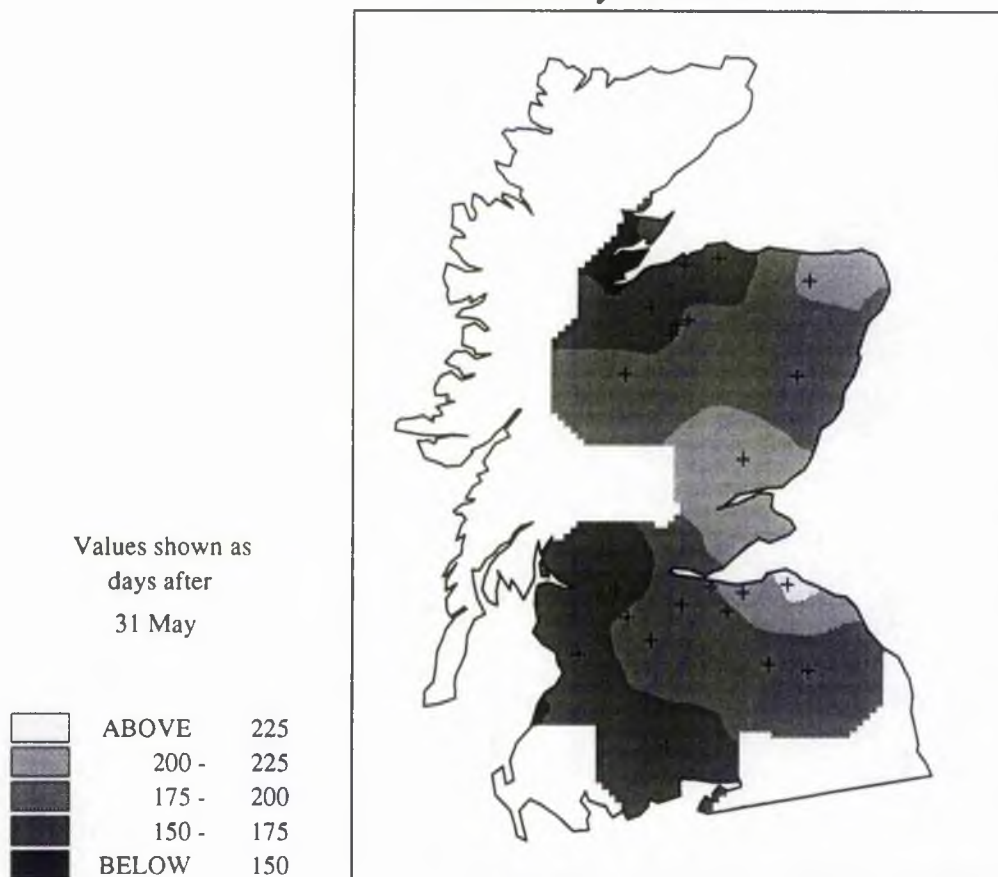 Values shown as
days after
31 May
ABOVE 225
200 - 225
175 - 200
150 - 175
BELOW 150